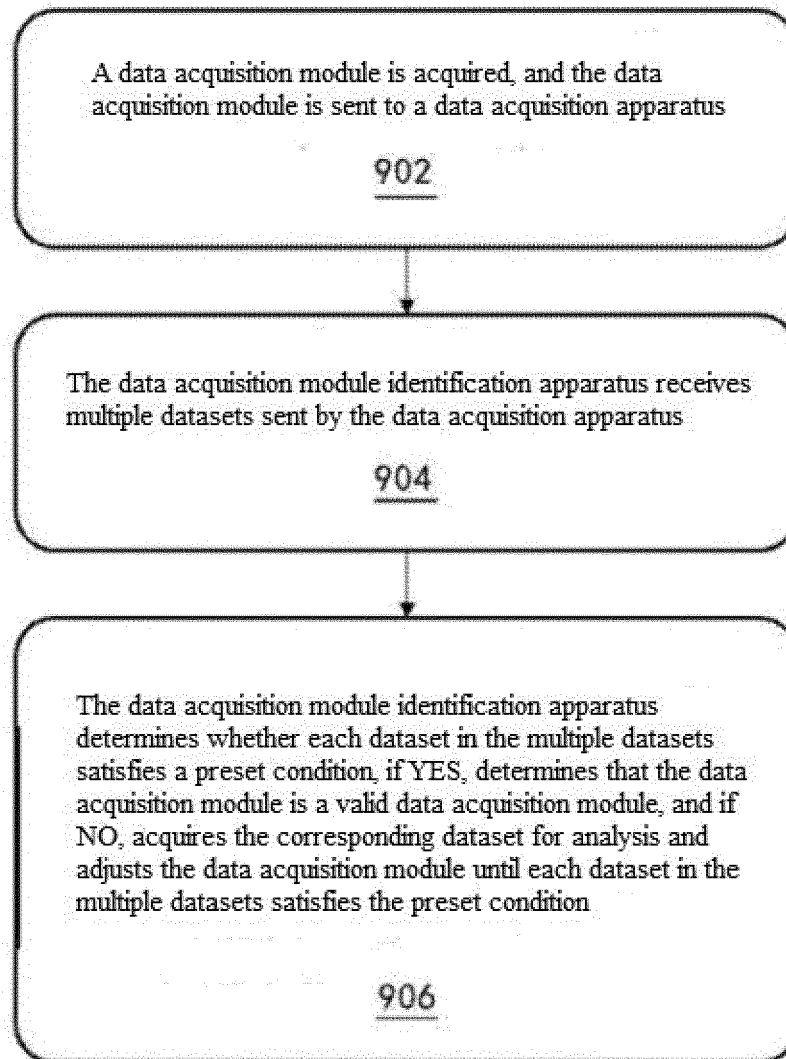 A data acquisition module is acquired, and the data
acquisition module is sent to a data acquisition apparatus
902
The data acquisition module identification apparatus receives
multiple datasets sent by the data acquisition apparatus
904
The data acquisition module identification apparatus
determines whether each dataset in the multiple datasets
satisfies a preset condition, if YES, determines that the data
acquisition module is a valid data acquisition module, and if
NO, acquires the corresponding dataset for analysis and
adjusts the data acquisition module until each dataset in the
multiple datasets satisfies the preset condition
906